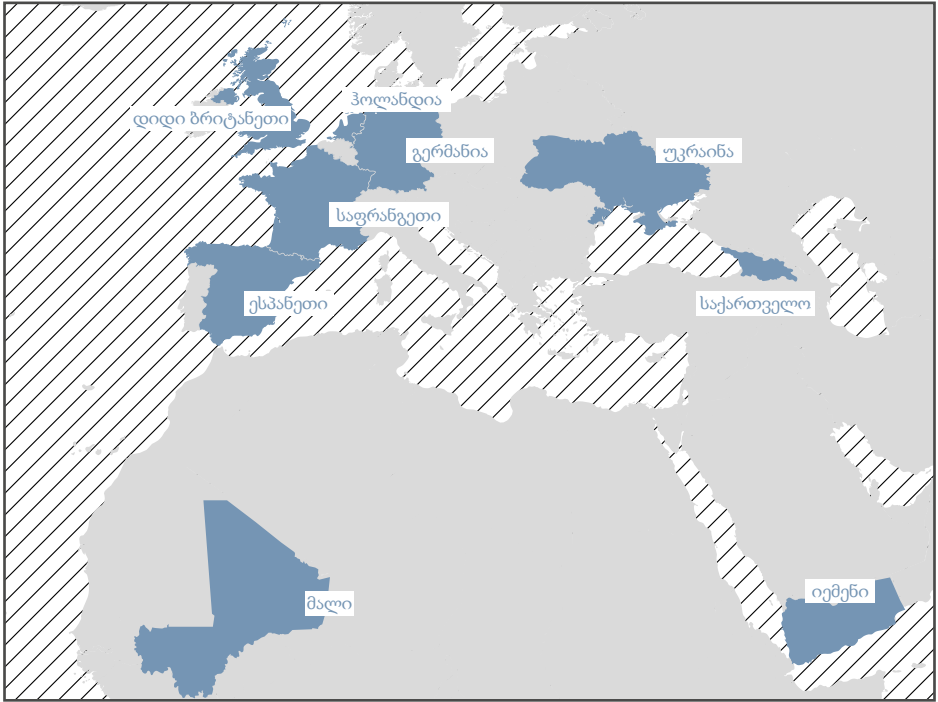 ჰოლანდია
დიდი ბრიტანეთი
გერმანია
უკრაინა
საფრანგეთი
ესპანეთი
საქართველო
იემენი
მალი